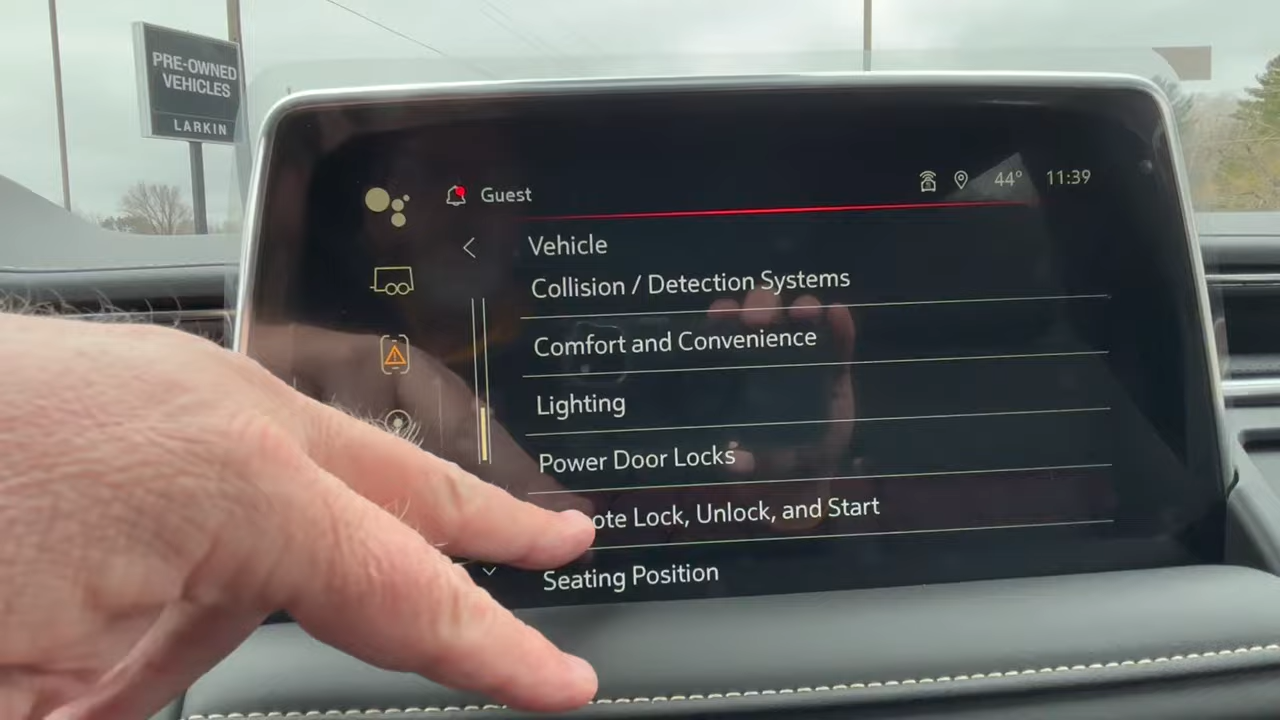 PRE-OWNED
VEHICLES
LARKIN
Guest
44° 11:39
Vehicle
Collision / Detection Systems
Comfort and Convenience
Lighting
Power Door Locks
ote Lock, Unlock, and Start
Seating Position